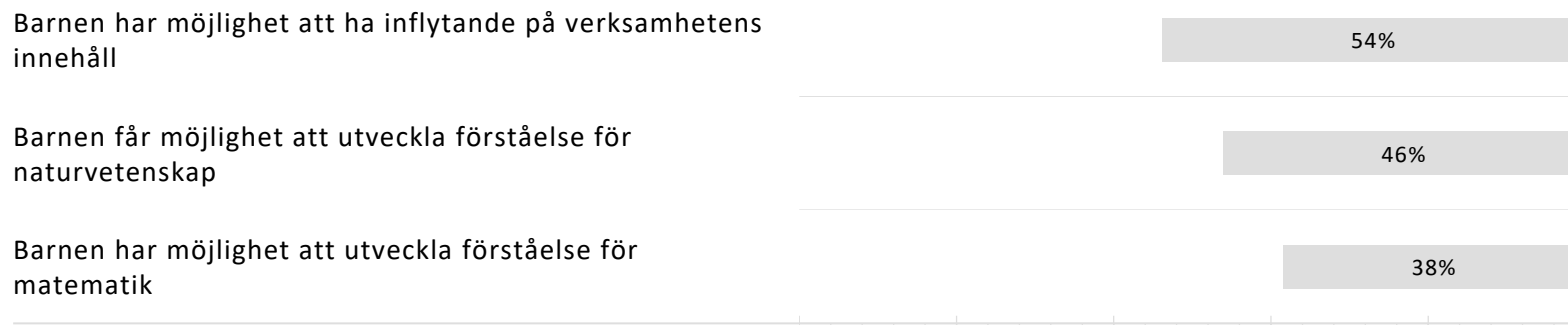 Barnen har möjlighet att ha inflytande på verksamhetens
innehåll
54%
Barnen får möjlighet att utveckla förståelse för
naturvetenskap
46%
Barnen har möjlighet att utveckla förståelse för
matematik
38%